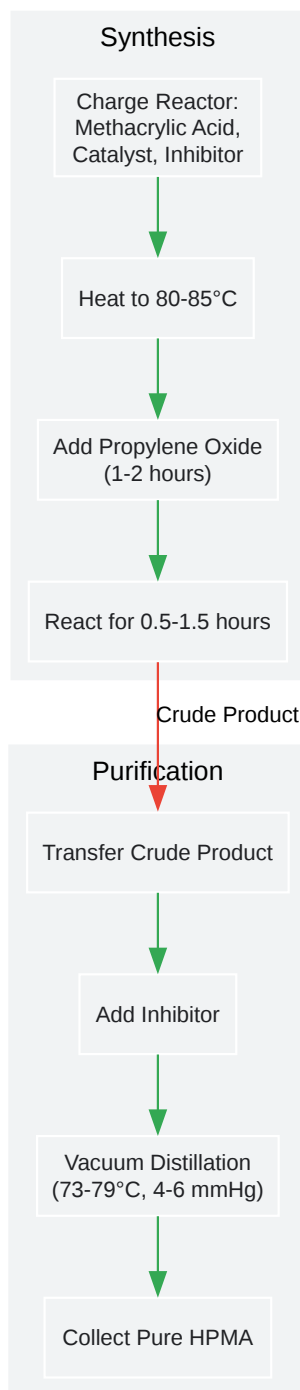 Synthesis
Charge Reactor:
Methacrylic Acid,
Catalyst, Inhibitor
Heat to 80-85°C
Add Propylene Oxide
(1-2 hours)
React for 0.5-1.5 hours
Crude Product
Purification
Transfer Crude Product
Add Inhibitor
Vacuum Distillation
(73-79°C, 4-6 mmHg)
Collect Pure HPMA